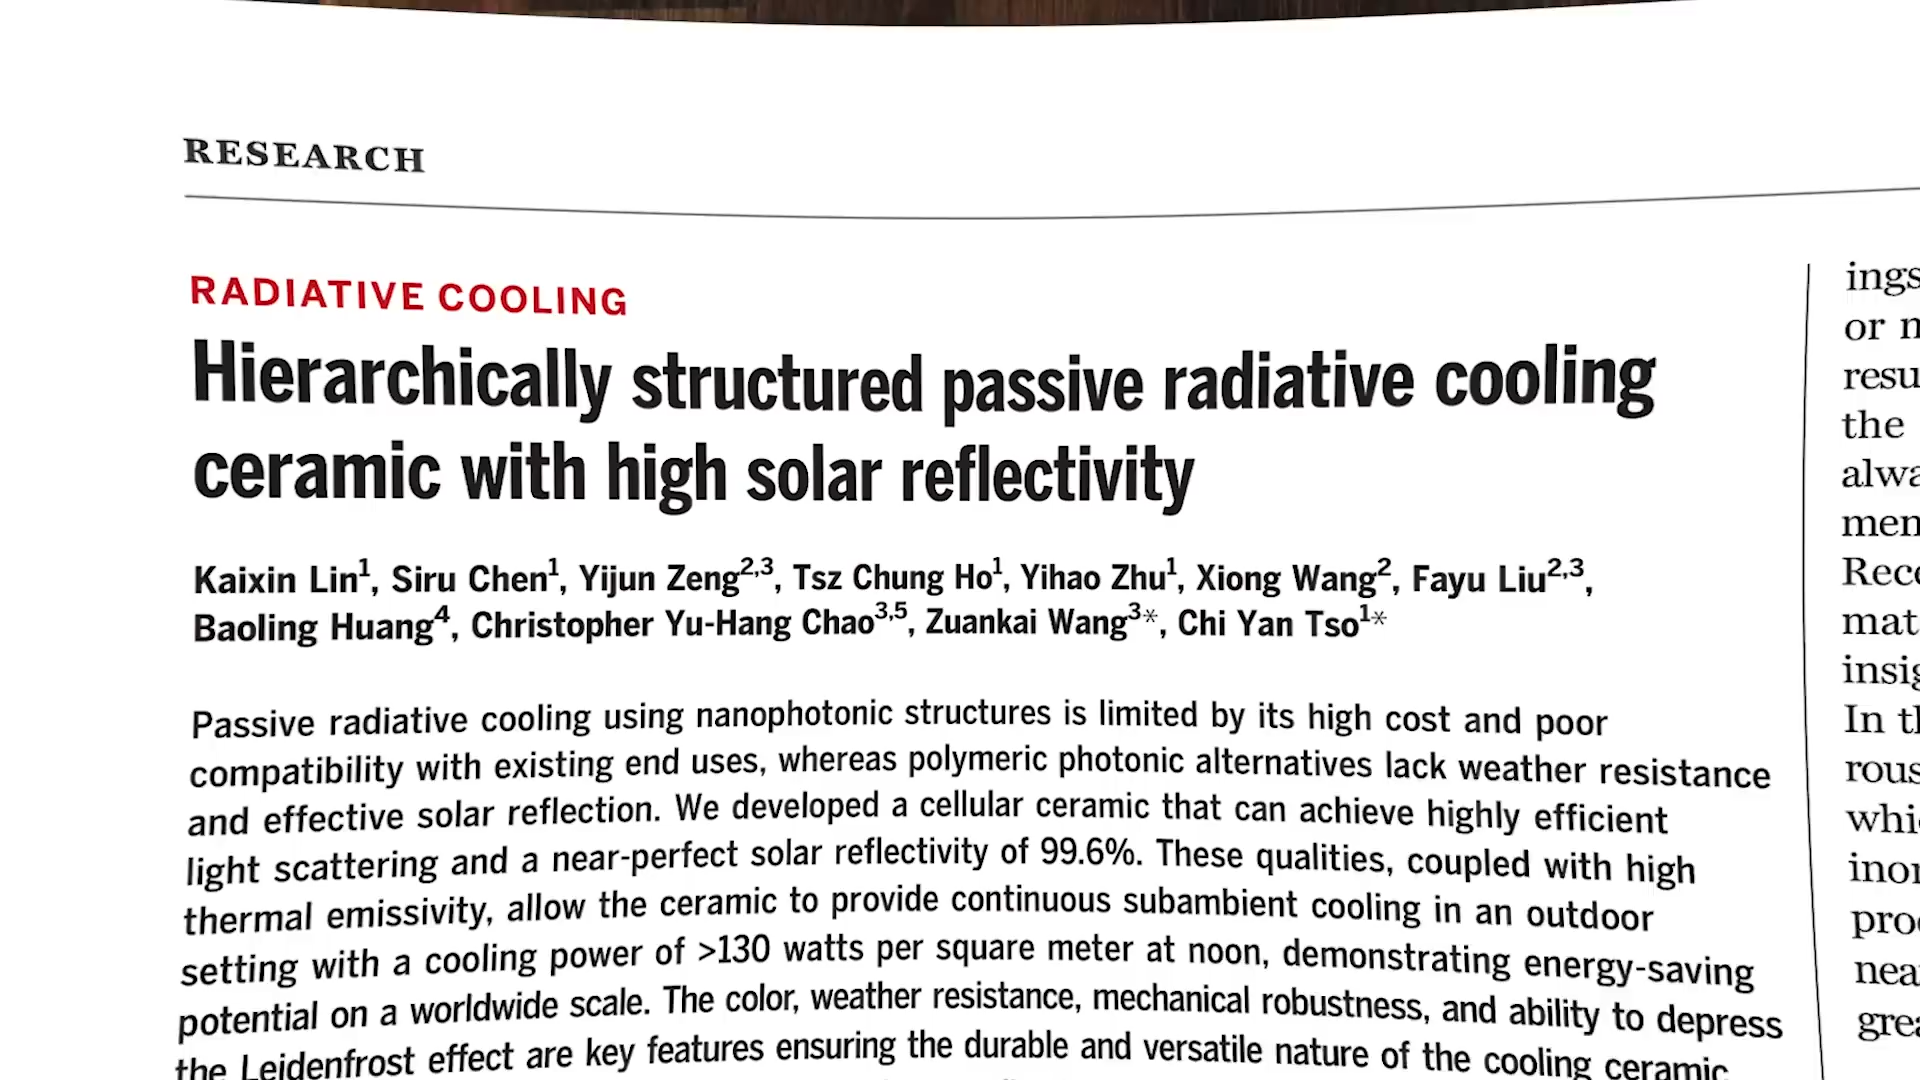 RESEARCH
RADIATIVE COOLING
Hierarchically structured passive radiative cooling
ceramic with high solar reflectivity
Kaixin Lin1, Siru Chen1, Yijun Zeng2,3, Tsz Chung Ho1, Yihao Zhu1, Xiong Wang2, Fayu Liu2,3,
Baoling Huang4, Christopher Yu-Hang Chao3,5, Zuankai Wang3*, Chi Yan Tso1*
Passive radiative cooling using nanophotonic structures is limited by its high cost and poor
compatibility with existing end uses, whereas polymeric photonic alternatives lack weather resistance
and effective solar reflection. We developed a cellular ceramic that can achieve highly efficient
light scattering and a near-perfect solar reflectivity of 99.6%. These qualities, coupled with high
thermal emissivity, allow the ceramic to provide continuous subambient cooling in an outdoor
setting with a cooling power of >130 watts per square meter at noon, demonstrating energy-saving
potential on a worldwide scale. The color, weather resistance, mechanical robustness, and ability to depress
the Leidenfrost effect are key features ensuring the durable and versatile nature of the cooling ceramic
ings
or
the
In